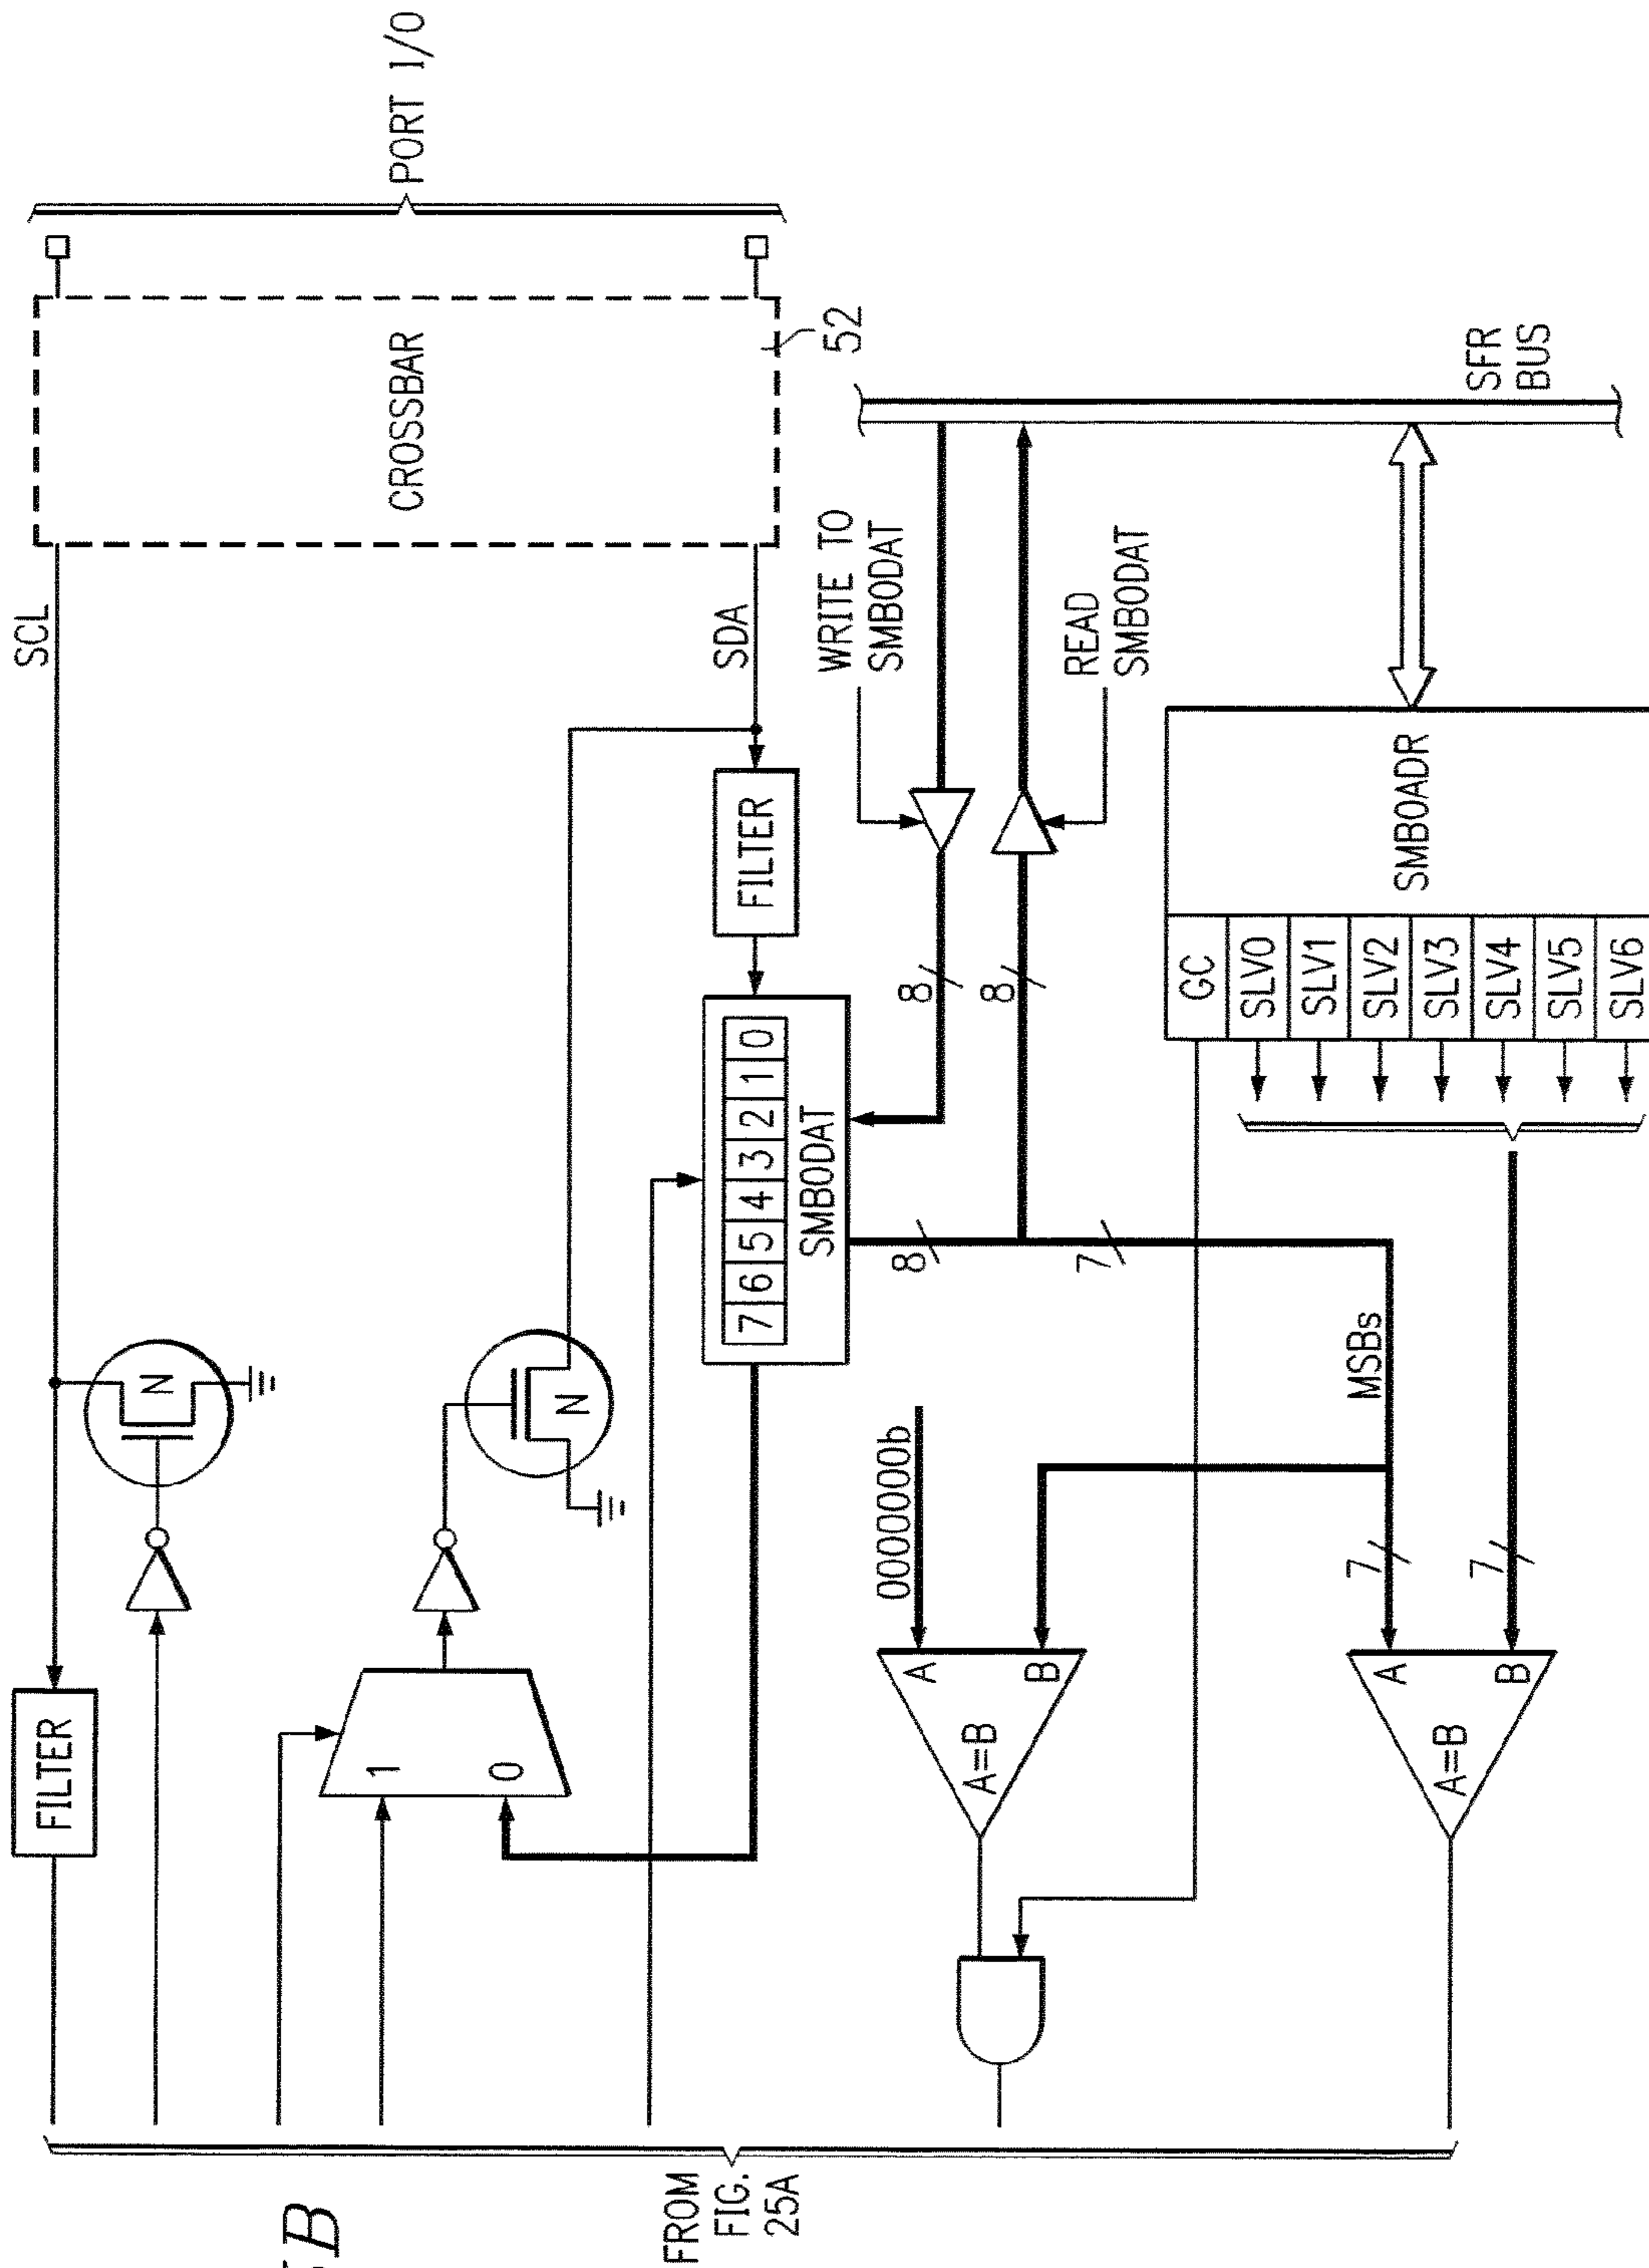 SCL
CROSSBAR
PORT I/O
52
FILTER
N
1
0
N
SDA
FILTER
WRITE TO
SMB0DAT
READ
SMB0DAT
7 6 5 4 3 2 1 0
SMB0DAT
8
8
8
7
SFR
BUS
0000000b
MSBs
A
B
A=B
7
7
A
B
A=B
GC
SLV0
SLV1
SLV2
SLV3
SLV4
SLV5
SLV6
SMB0ADR
FROM
FIG.
25A
B